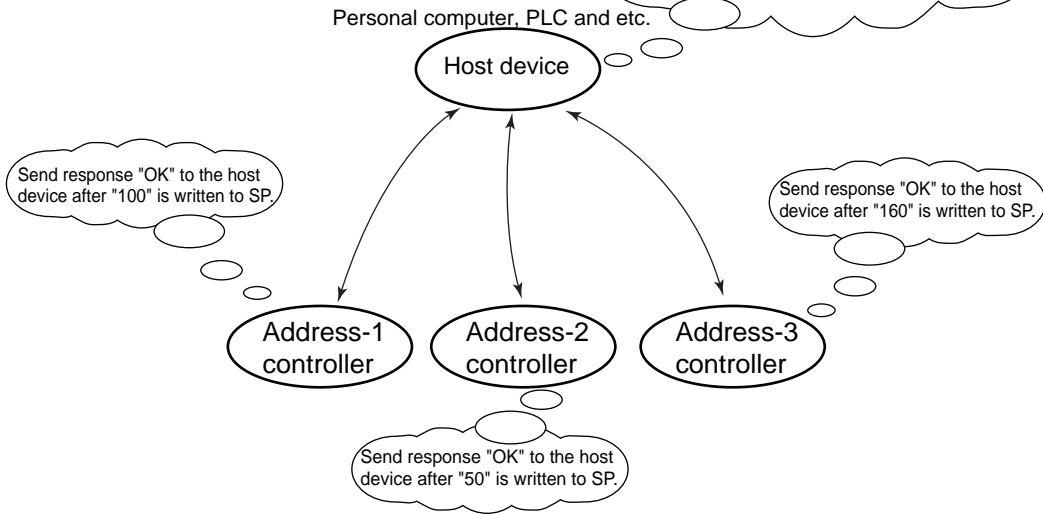 Personal computer, PLC and etc.
Host device
Send response "OK" to the host
device after "100" is written to SP.
Send response "OK" to the host
device after "160" is written to SP.
Address-1
controller
Address-2
controller
Address-3
controller
Send response "OK" to the host
device after "50" is written to SP.